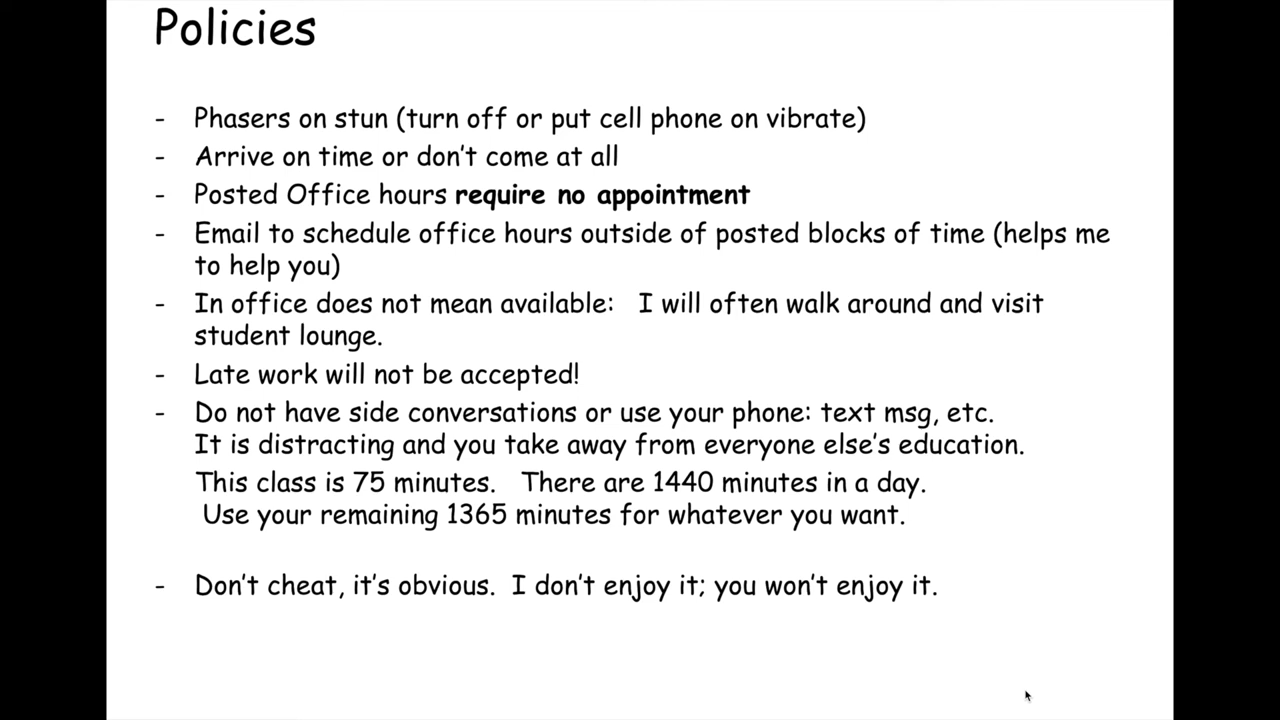 Policies
- Phasers on stun (turn off or put cell phone on vibrate)
- Arrive on time or don't come at all
- Posted Office hours require no appointment
- Email to schedule office hours outside of posted blocks of time (helps me
to help you)
- In office does not mean available: I will often walk around and visit
student lounge.
- Late work will not be accepted!
- Do not have side conversations or use your phone: text msg, etc.
It is distracting and you take away from everyone else's education.
This class is 75 minutes. There are 1440 minutes in a day.
Use your remaining 1365 minutes for whatever you want.
- Don't cheat, it's obvious. I don't enjoy it; you won't enjoy it.